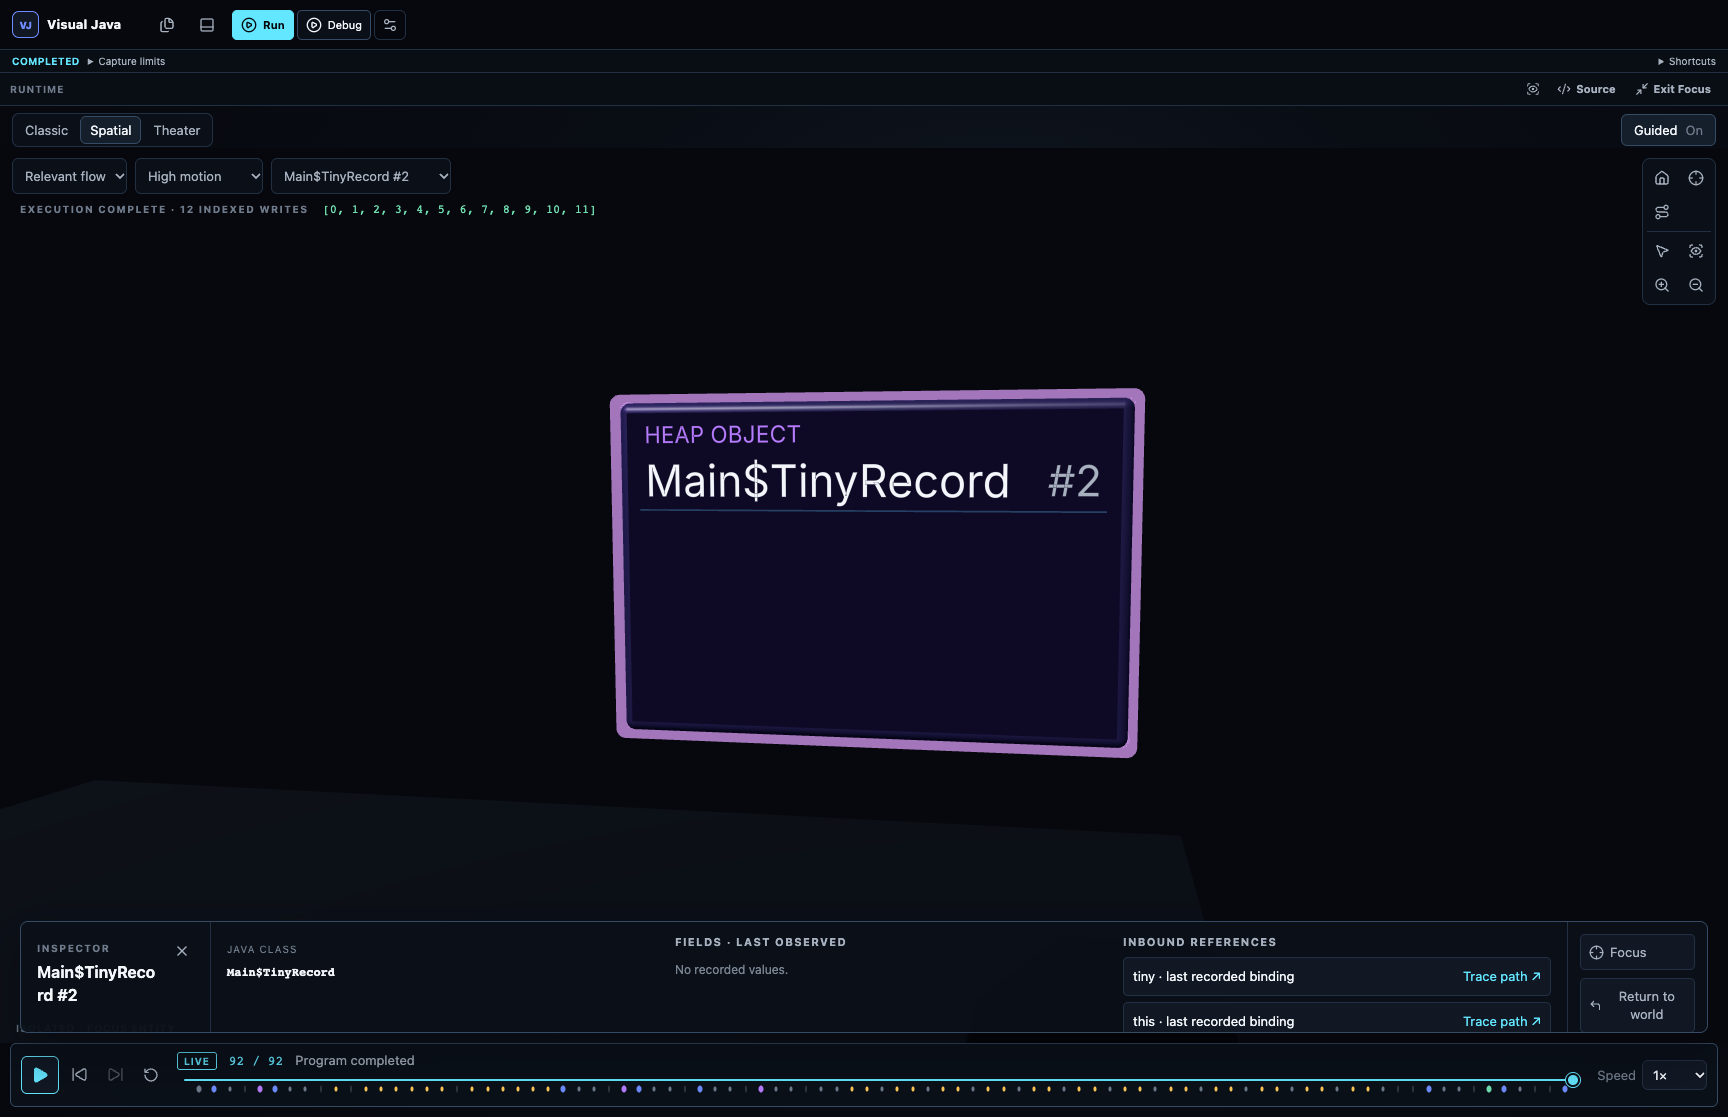 VJ Visual Java Run Debug
COMPLETED Capture limits Shortcuts
RUNTIME Source Exit Focus
Classic Spatial Theater Guided On
Relevant flow High motion Main$TinyRecord #2
EXECUTION COMPLETE · 12 INDEXED WRITES [0, 1, 2, 3, 4, 5, 6, 7, 8, 9, 10, 11]
HEAP OBJECT
Main$TinyRecord #2
INSPECTOR
Main$TinyReco
rd #2
JAVA CLASS
Main$TinyRecord
FIELDS · LAST OBSERVED
No recorded values.
INBOUND REFERENCES
tiny · last recorded binding Trace path
this · last recorded binding Trace path
Focus
Return to
world
LIVE 92 / 92 Program completed
Speed 1×